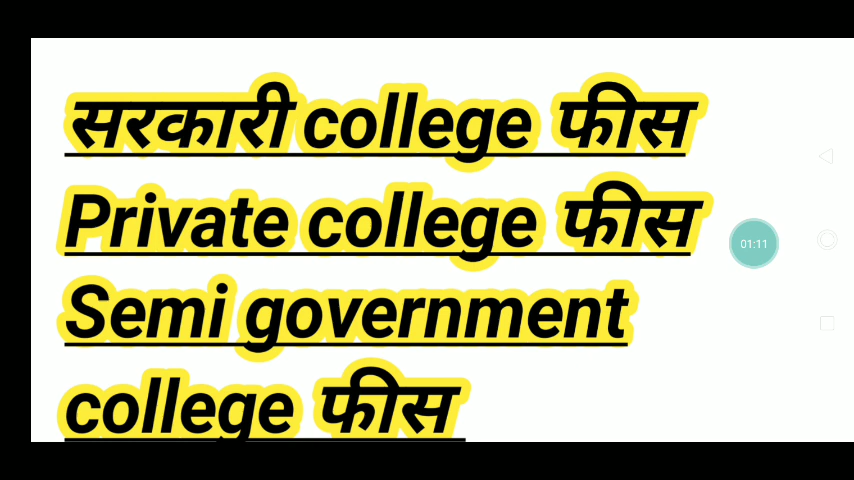 सरकारी college फीस
Private college फीस
01:11
Semi government
college फीस